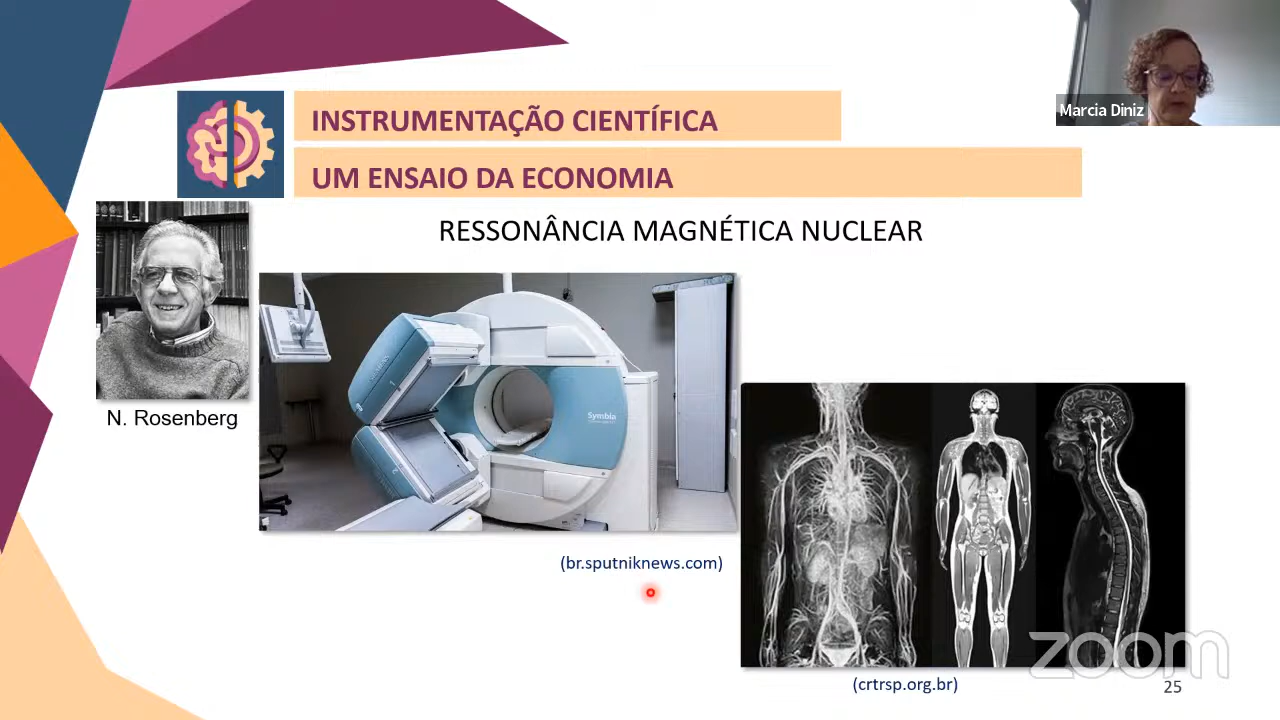 Marcia Diniz
INSTRUMENTAÇÃO CIENTÍFICA
UM ENSAIO DA ECONOMIA
RESSONÂNCIA MAGNÉTICA NUCLEAR
N. Rosenberg
Symbia
(br.sputniknews.com)
zoom
(crtrsp.org.br)
25